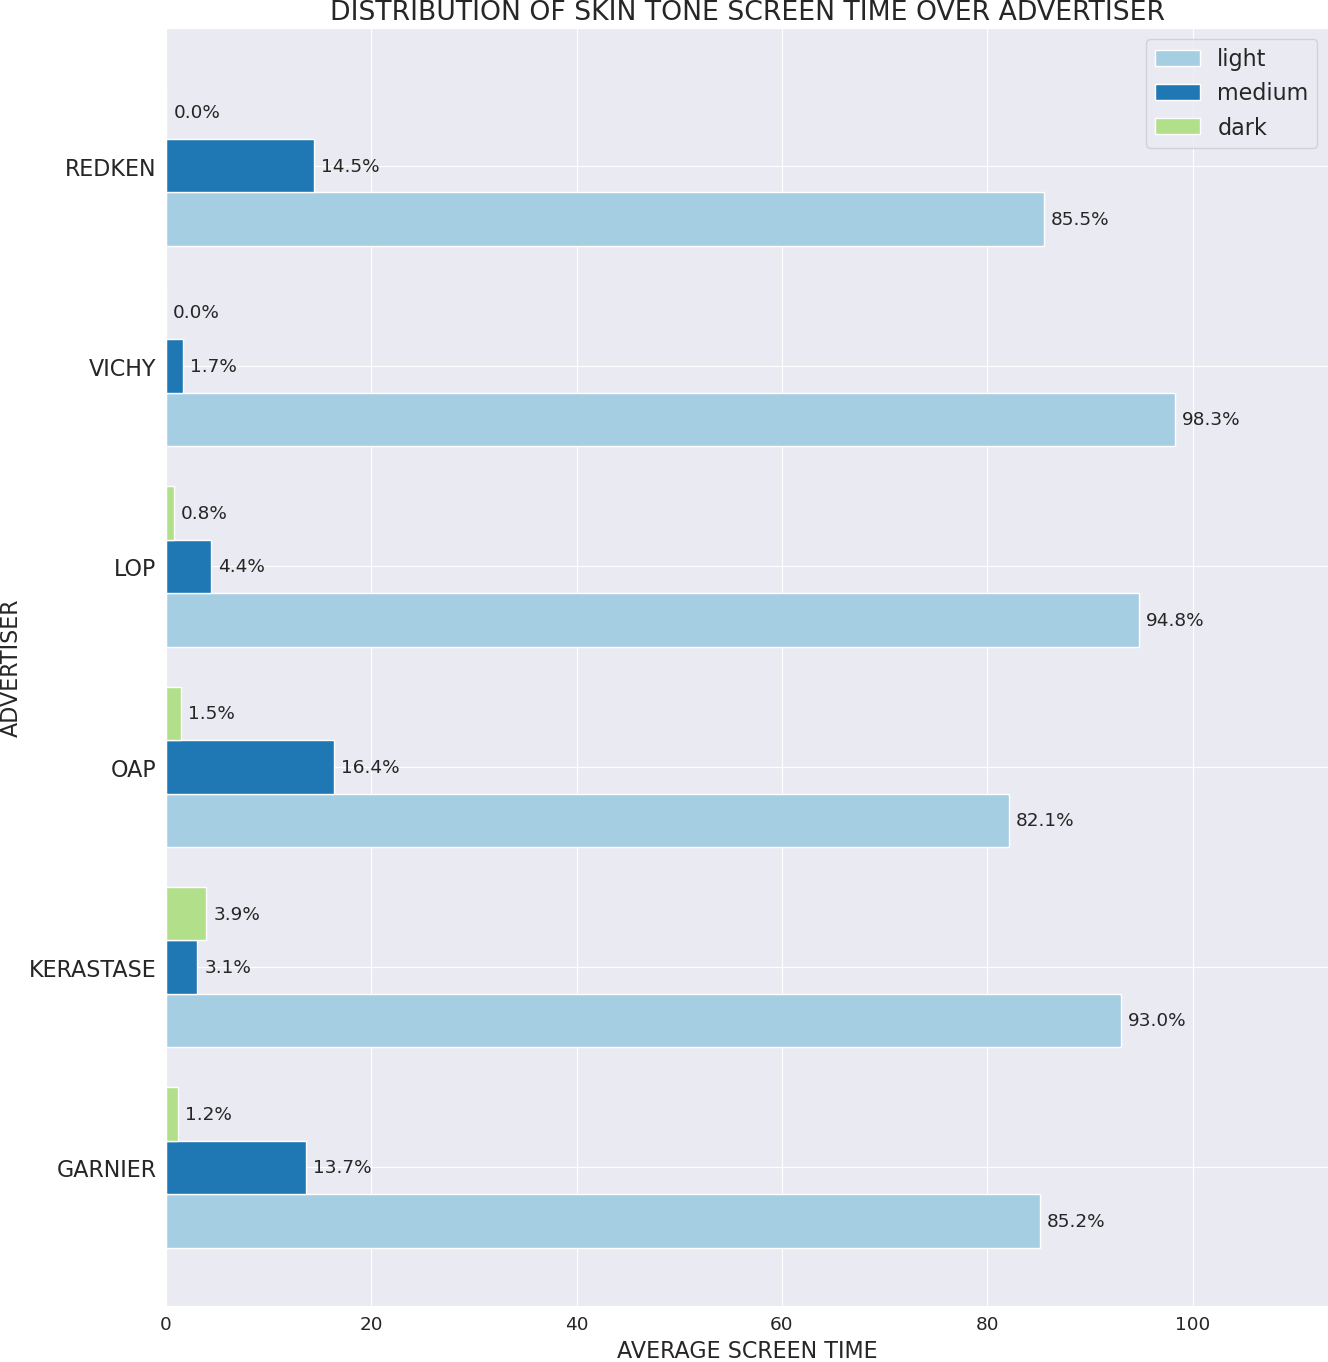 DISTRIBUTION OF SKIN TONE SCREEN TIME OVER ADVERTISER
light
medium
dark
0.0%
REDKEN
14.5%
85.5%
0.0%
VICHY
1.7%
98.3%
0.8%
LOP
4.4%
94.8%
ADVERTISER
1.5%
OAP
16.4%
82.1%
3.9%
KERASTASE
3.1%
93.0%
1.2%
GARNIER
13.7%
85.2%
0 20 40 60 80 100
AVERAGE SCREEN TIME